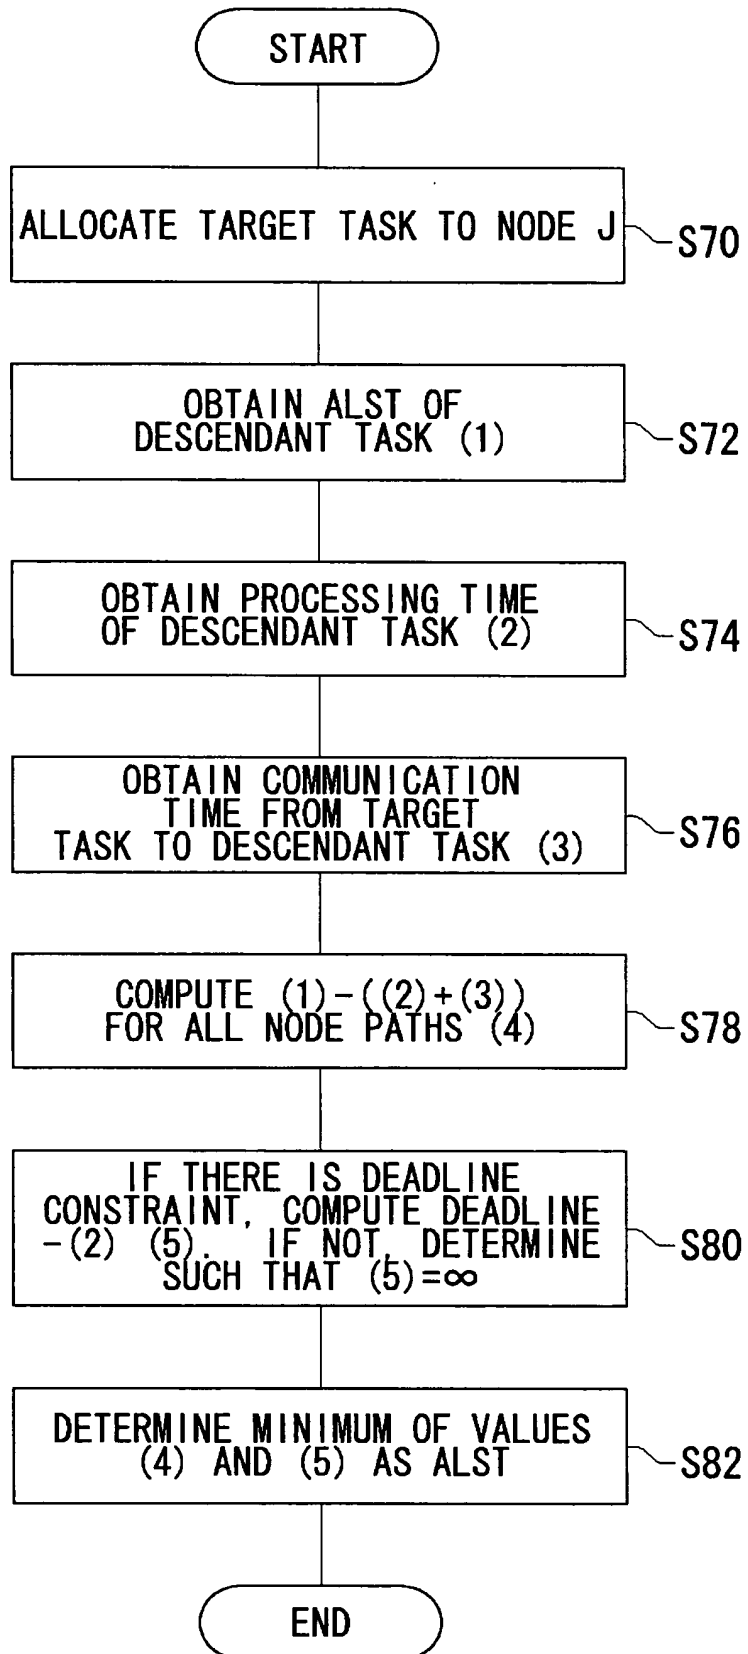 START
ALLOCATE TARGET TASK TO NODE J
S70
OBTAIN ALST OF
DESCENDANT TASK (1)
S72
OBTAIN PROCESSING TIME
OF DESCENDANT TASK (2)
S74
OBTAIN COMMUNICATION
TIME FROM TARGET
TASK TO DESCENDANT TASK (3)
S76
COMPUTE (1)-((2)+(3))
FOR ALL NODE PATHS (4)
S78
IF THERE IS DEADLINE
CONSTRAINT, COMPUTE DEADLINE
-(2) (5). IF NOT, DETERMINE
SUCH THAT (5)=∞
S80
DETERMINE MINIMUM OF VALUES
(4) AND (5) AS ALST
S82
END